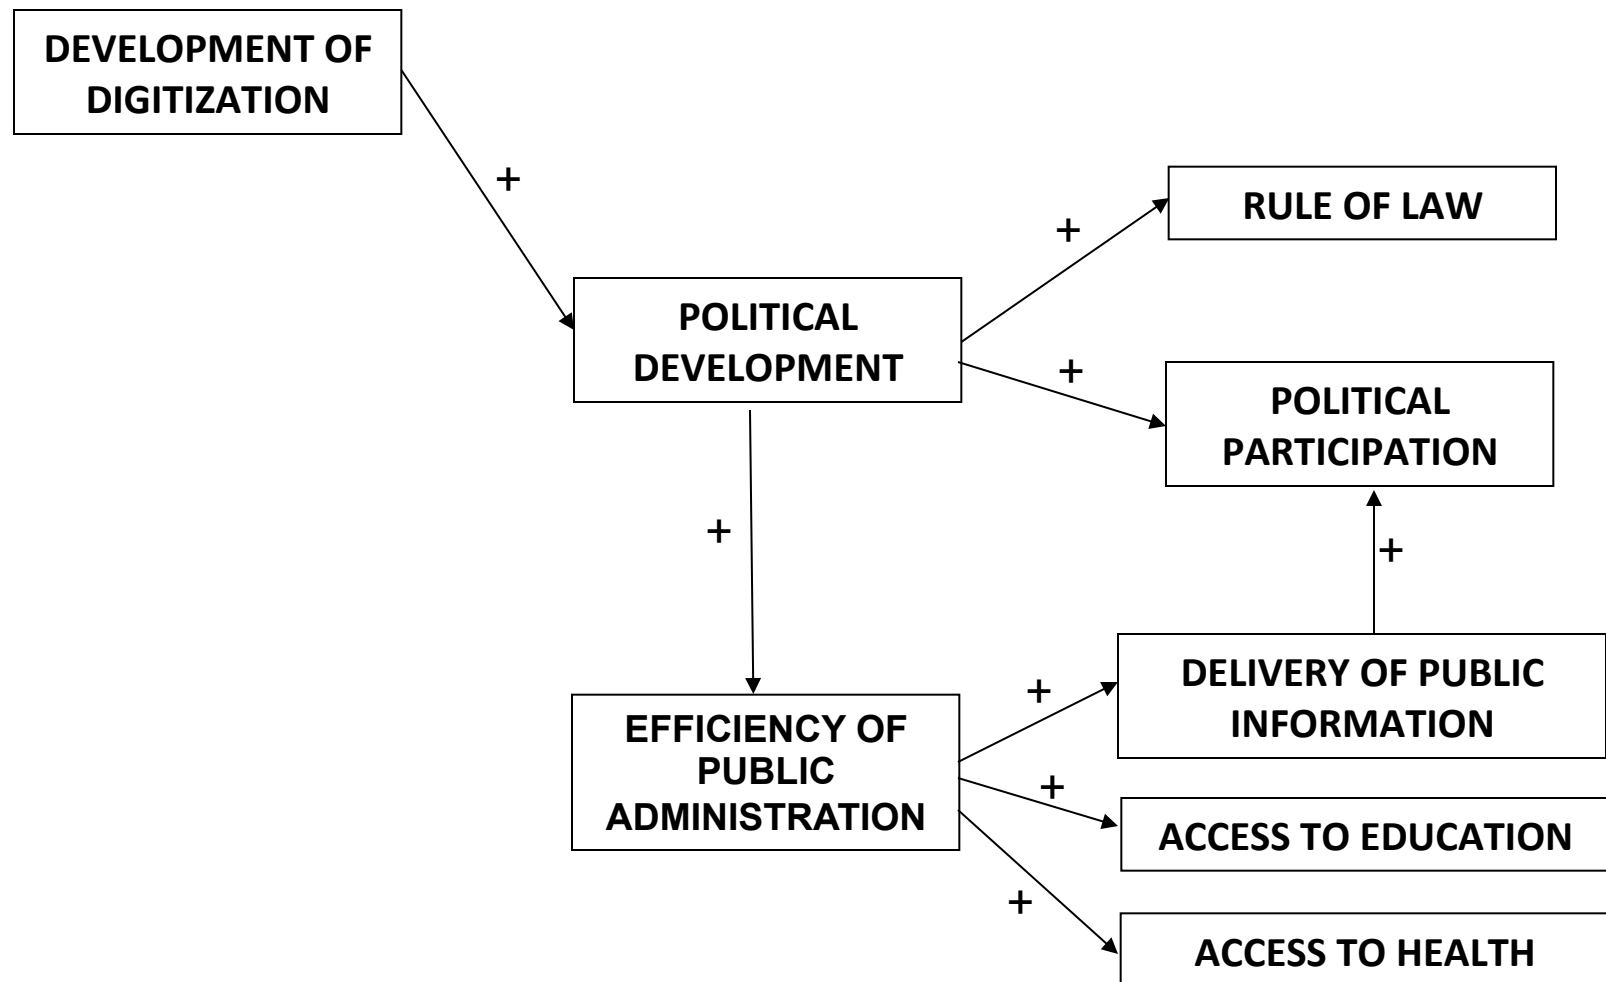 DEVELOPMENT OF
DIGITIZATION
+
RULE OF LAW
+
POLITICAL
DEVELOPMENT
+
POLITICAL
PARTICIPATION
+
+
DELIVERY OF PUBLIC
INFORMATION
+
EFFICIENCY OF
PUBLIC
ADMINISTRATION
+
ACCESS TO EDUCATION
+
ACCESS TO HEALTH